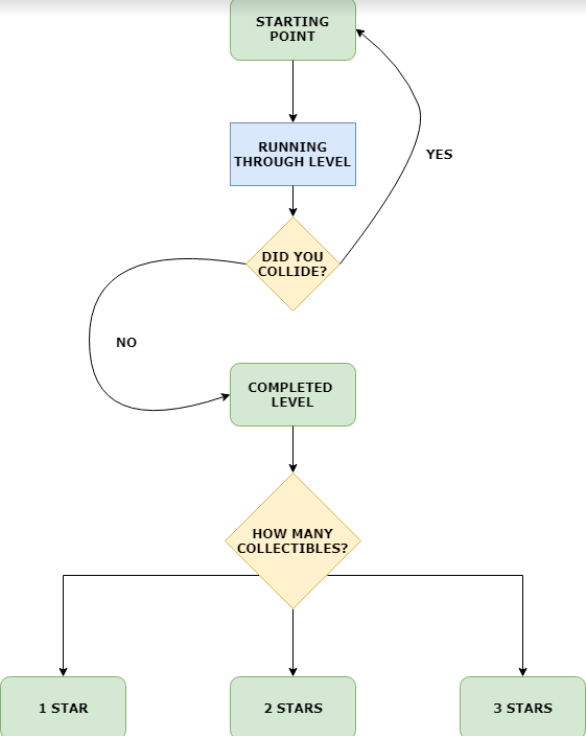 STARTING
POINT
RUNNING
THROUGH LEVEL
YES
DID YOU
COLLIDE?
NO
COMPLETED
LEVEL
HOW MANY
COLLECTIBLES?
1 STAR
2 STARS
3 STARS